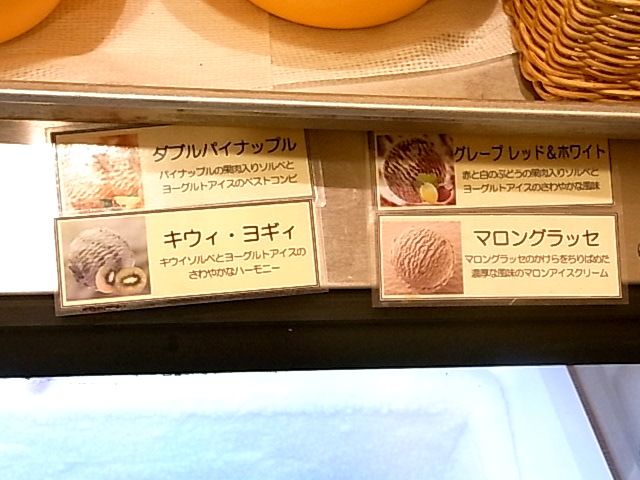 ダブルパイナップル
パイナップルの果肉入りソルベと
ヨーグルトアイスのベストコンビ
グレープ レッド&ホワイト
赤と白のぶどうの果肉入りソルベと
ヨーグルトアイスのさわやかな風味
キウィ・ヨギィ
キウイソルベとヨーグルトアイスの
さわやかなハーモニー
マロングラッセ
マロングラッセのかけらをちりばめた
濃厚な風味のマロンアイスクリーム